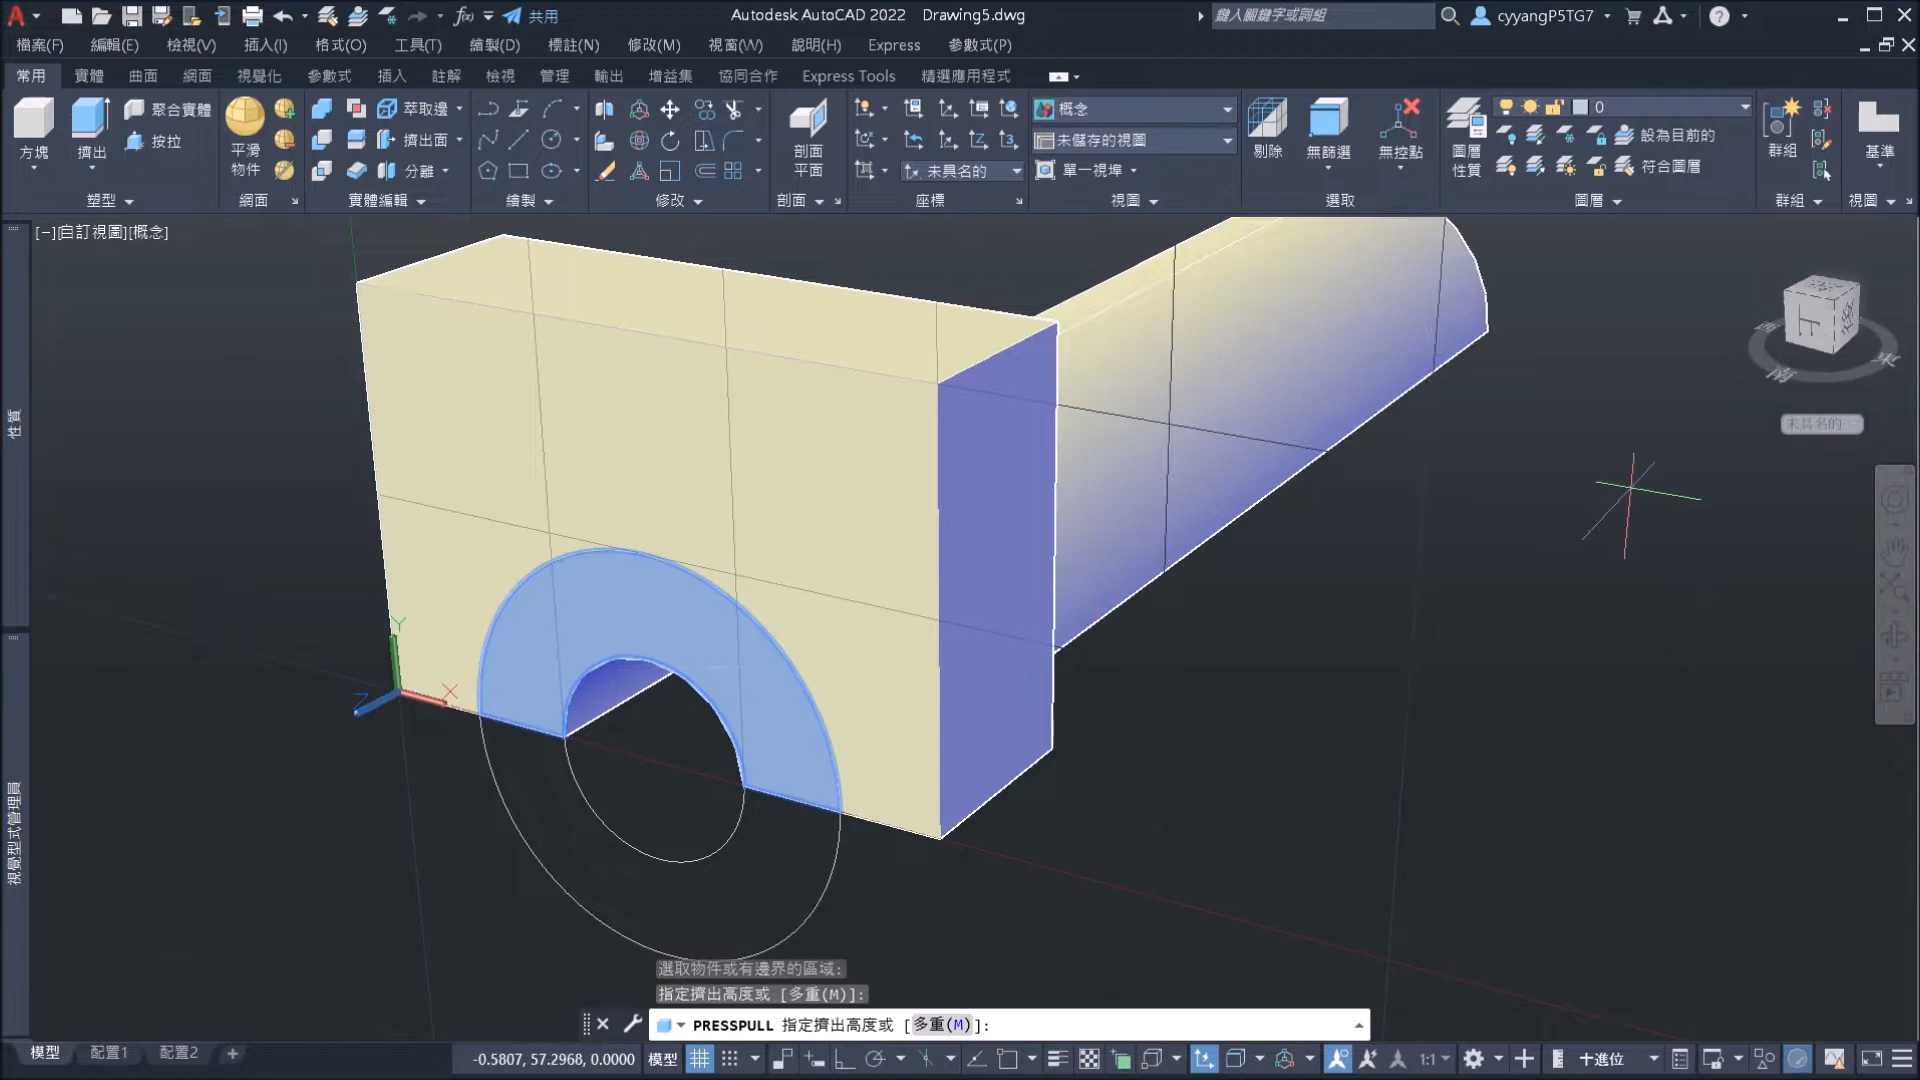 共用 Autodesk AutoCAD 2022 Drawing5.dwg 鍵入關鍵字或詞組 cyyangP5TG7
檔案(F) 編輯(E) 檢視(V) 插入(I) 格式(O) 工具(T) 繪製(D) 標註(N) 修改(M) 視窗(W) 說明(H) Express 參數式(P)
常用 實體 曲面 網面 視覺化 參數式 插入 註解 檢視 管理 輸出 增益集 協同合作 Express Tools 精選應用程式
聚合實體 萃取邊 概念 0
方塊 擠出 按拉 平滑物件 擠出面 剖面平面 未儲存的視圖 剔除 無篩選 無控點 圖層性質 設為目前的 群組 基準
分離 未具名的 單一視埠 符合圖層
塑型 網面 實體編輯 繪製 修改 剖面 座標 視圖 選取 圖層 群組 視圖
[−][自訂視圖][概念]
上
南
東
未具名的
性質
視覺型式管理員
Y
X
Z
選取物件或有邊界的區域:
指定擠出高度或 [多重(M)]:
PRESSPULL 指定擠出高度或 [多重(M)]:
模型 配置1 配置2 + -0.5807, 57.2968, 0.0000 模型 1:1 十進位